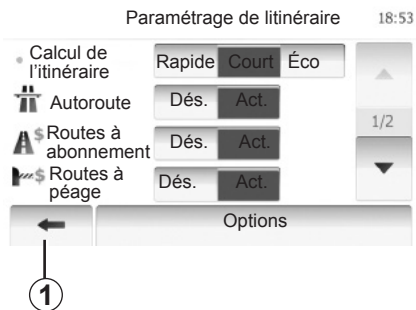 Paramétrage de litinéraire 18:53
Calcul de
l'itinéraire
Rapide Court Éco
Autoroute Dés. Act.
1/2
$ Routes à
abonnement
Dés. Act.
$ Routes à
péage
Dés. Act.
Options
1